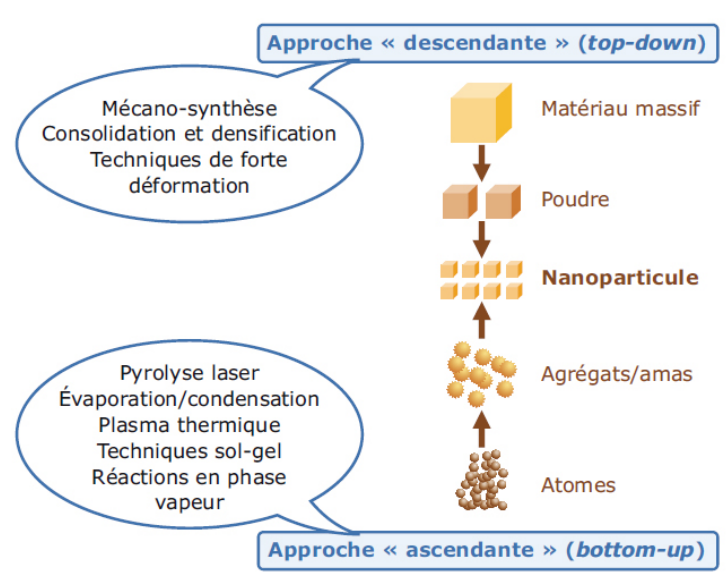 Approche « descendante » (top-down)
Mécano-synthèse
Consolidation et densification
Techniques de forte
déformation
Matériau massif
Poudre
Nanoparticule
Agrégats/amas
Atomes
Pyrolyse laser
Évaporation/condensation
Plasma thermique
Techniques sol-gel
Réactions en phase
vapeur
Approche « ascendante » (bottom-up)